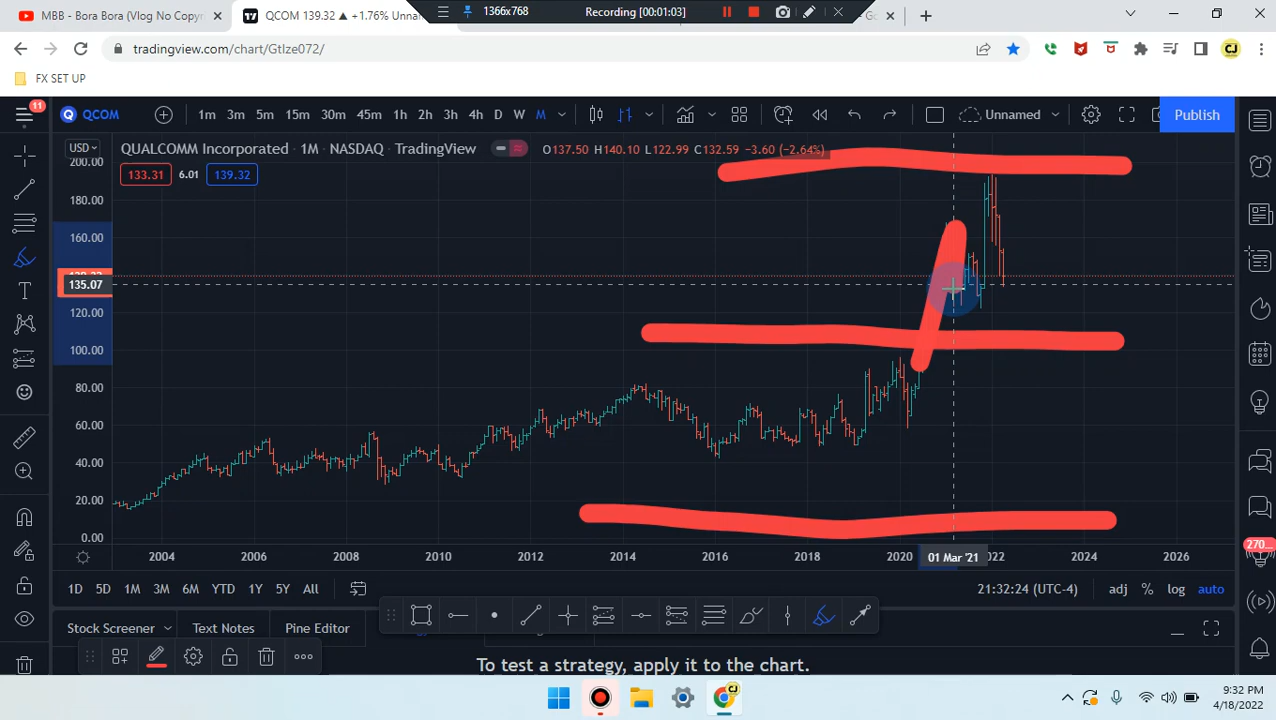 MBB - Bora Bora (Vlog No Copyr
QCOM 139.32 ▲ +1.76% Unna
1366x768
Recording [00:01:03]
tradingview.com/chart/GtIze072/
FX SET UP
11
QCOM
1m 3m 5m 15m 30m 45m 1h 2h 3h 4h D W M
Unnamed
Publish
USD
QUALCOMM Incorporated · 1M · NASDAQ · TradingView
O137.50 H140.10 L122.99 C132.59 −3.60 (−2.64%)
133.31 6.01 139.32
200.00
180.00
160.00
135.07
120.00
100.00
80.00
60.00
40.00
20.00
0.00
2004 2006 2008 2010 2012 2014 2016 2018 2020 01 Mar '21 022 2024 2026
1D 5D 1M 3M 6M YTD 1Y 5Y All
21:32:24 (UTC-4) adj % log auto
270...
Stock Screener Text Notes Pine Editor
To test a strategy, apply it to the chart.
CJ
9:32 PM
4/18/2022